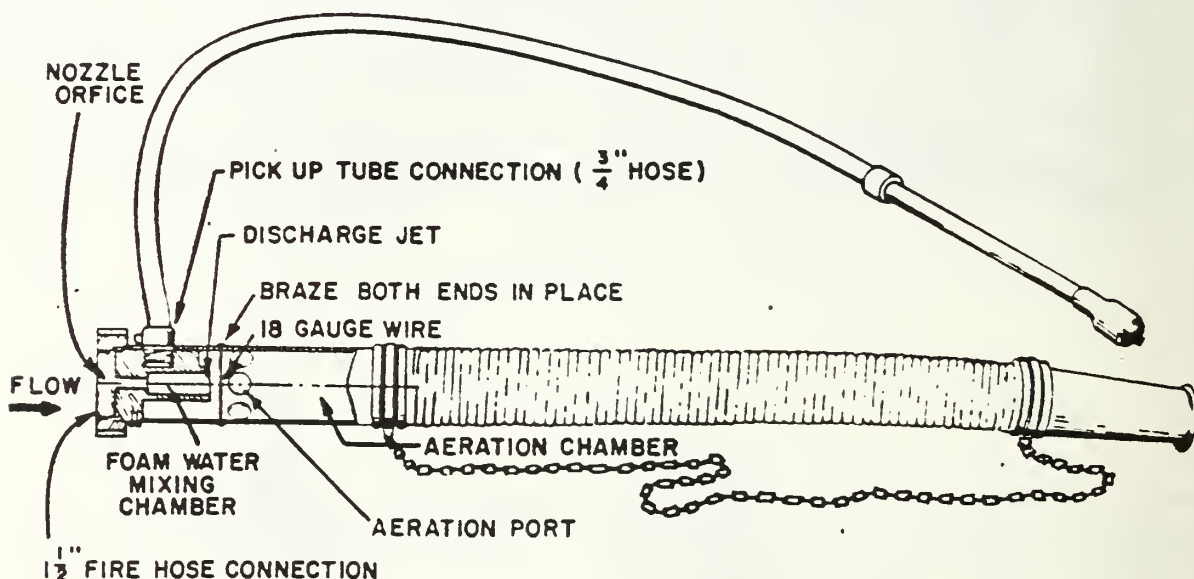 NOZZLE
ORFICE
PICK UP TUBE CONNECTION ( 3/4" HOSE)
DISCHARGE JET
BRAZE BOTH ENDS IN PLACE
18 GAUGE WIRE
FLOW
AERATION CHAMBER
FOAM WATER
MIXING
CHAMBER
AERATION PORT
1 1/2" FIRE HOSE CONNECTION